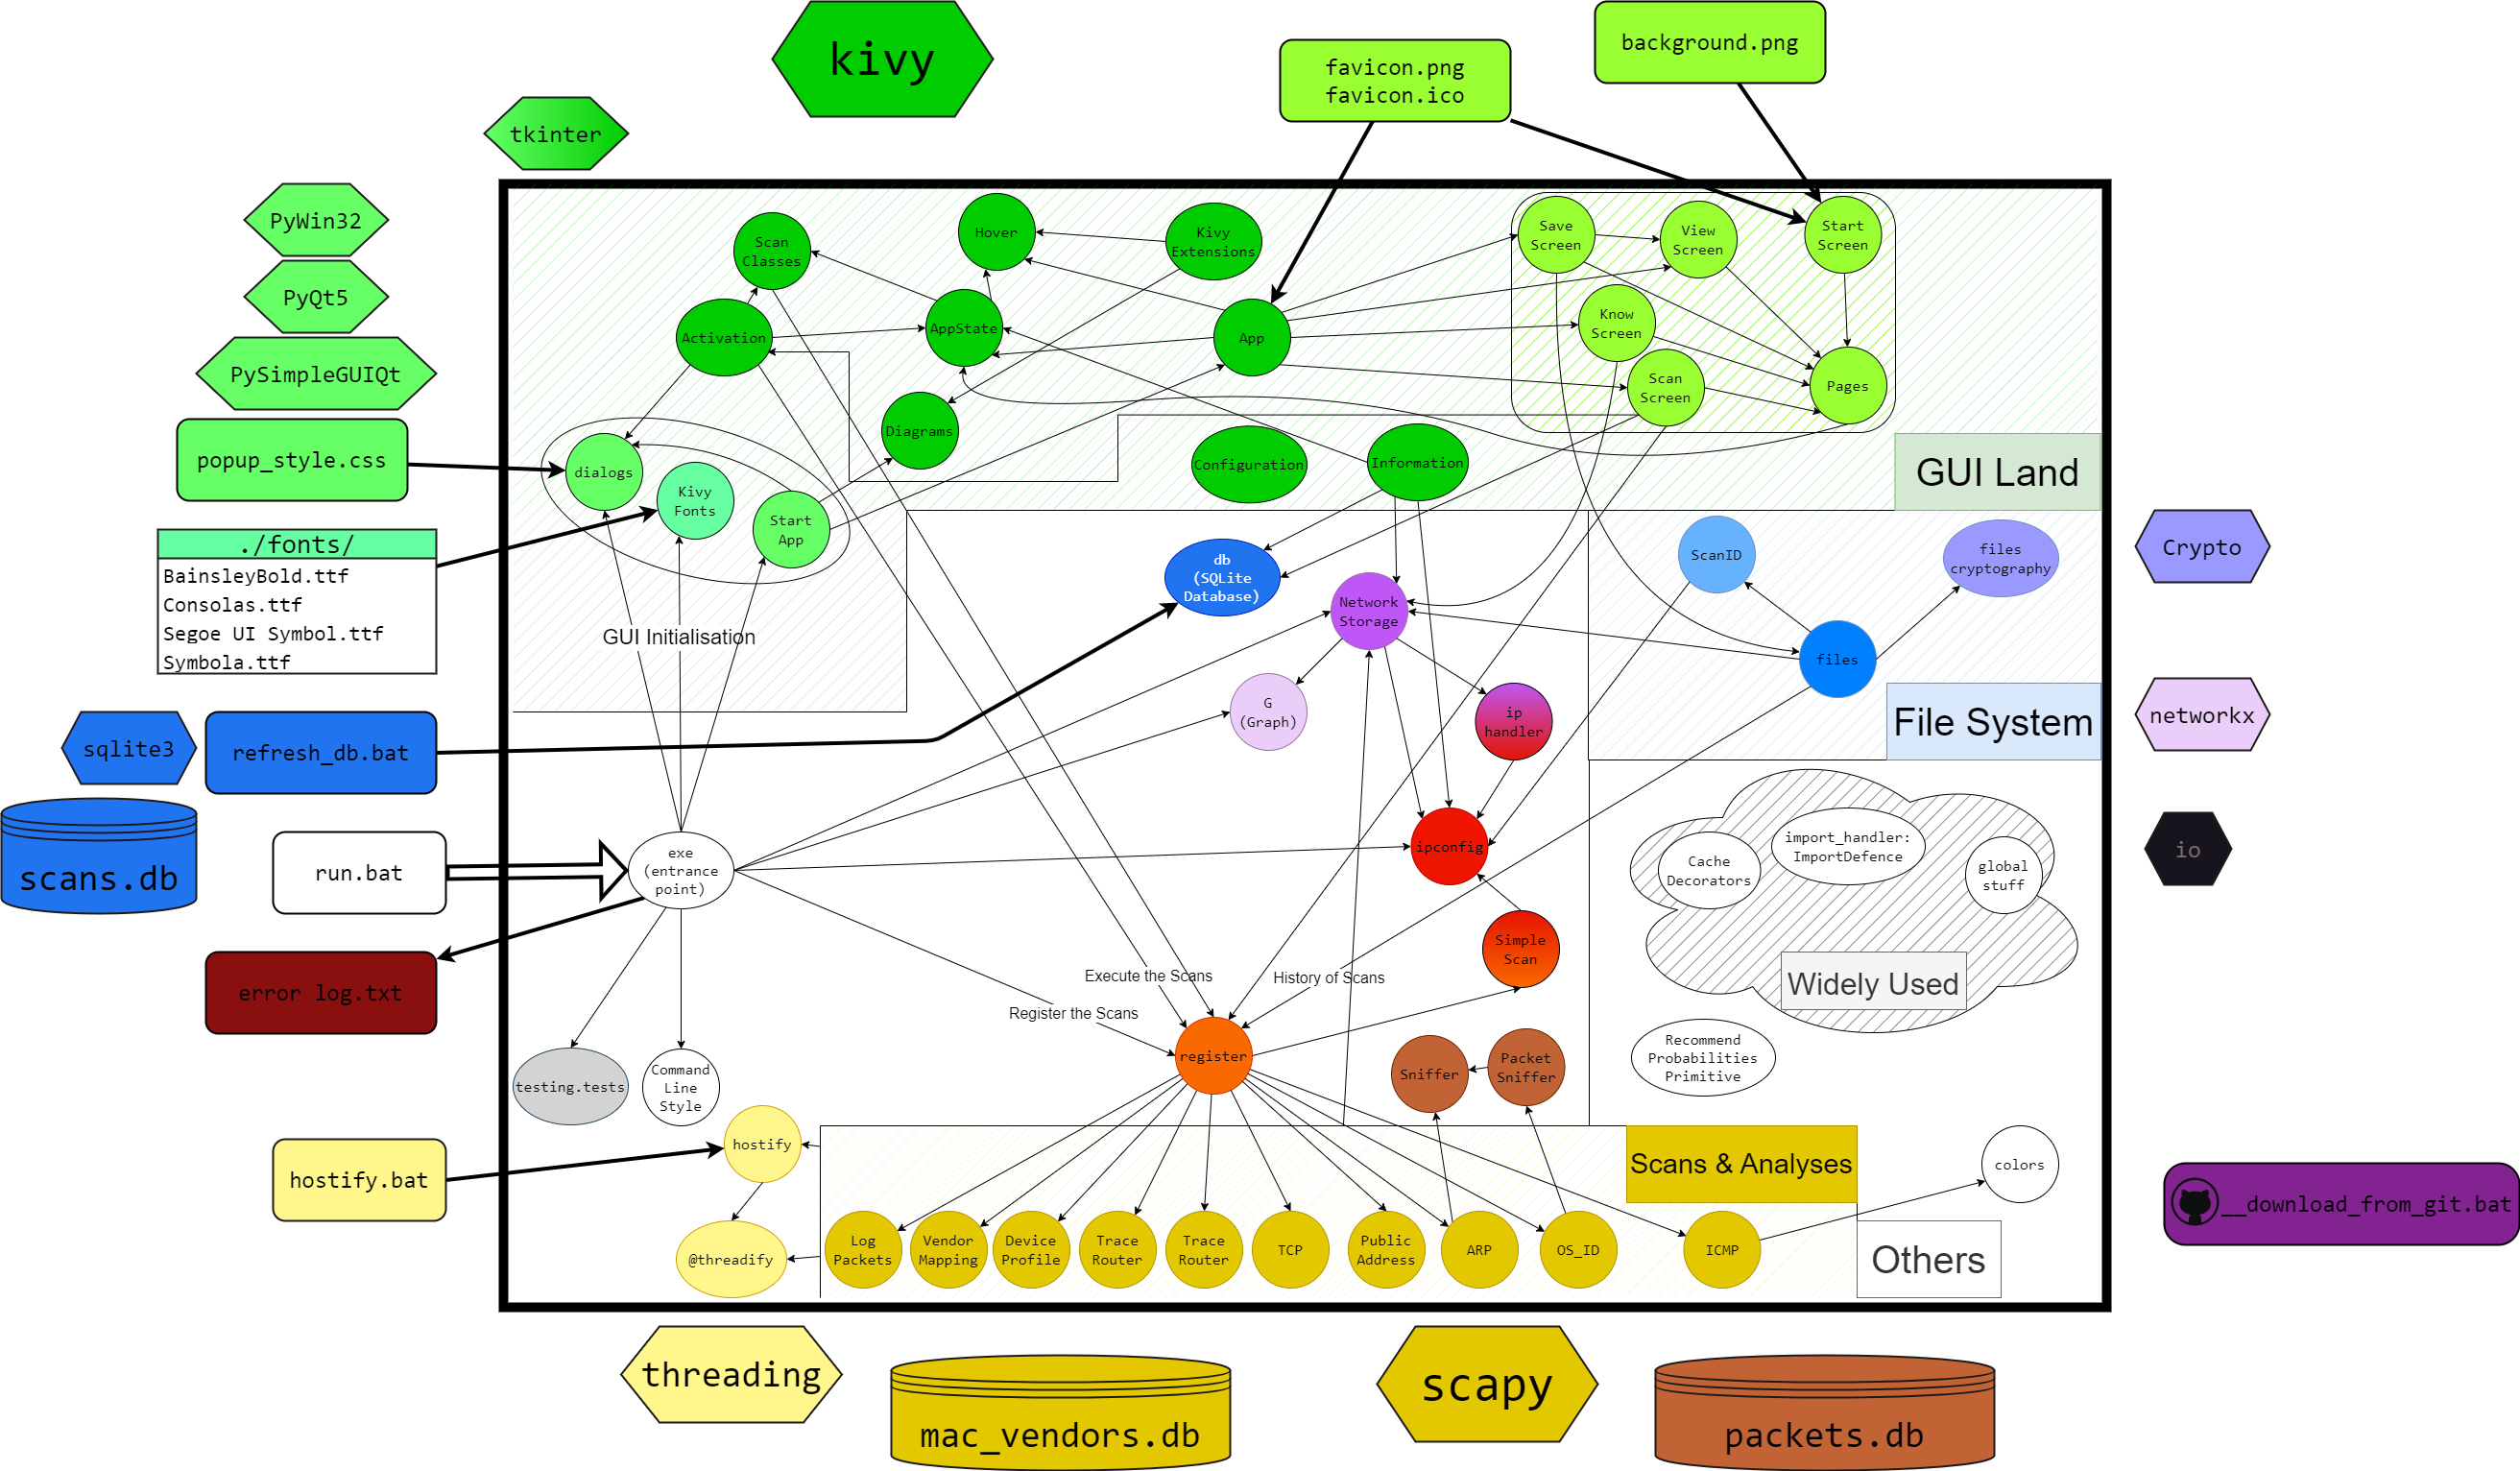 kivy
background.png
favicon.png
favicon.ico
tkinter
PyWin32
PyQt5
PySimpleGUIQt
popup_style.css
./fonts/
BainsleyBold.ttf
Consolas.ttf
Segoe UI Symbol.ttf
Symbola.ttf
sqlite3
refresh_db.bat
scans.db
run.bat
error log.txt
hostify.bat
Scan
Classes
Hover
Kivy
Extensions
Save
Screen
View
Screen
Start
Screen
Activation
AppState
App
Know
Screen
Scan
Screen
Pages
Diagrams
dialogs
Kivy
Fonts
Start
App
Configuration
Information
GUI Land
GUI Initialisation
db
(SQLite
Database)
Network
Storage
ScanID
files
cryptography
files
File System
G
(Graph)
ip
handler
ipconfig
exe
(entrance
point)
Cache
Decorators
import_handler:
ImportDefence
global
stuff
Widely Used
Simple
Scan
Execute the Scans
History of Scans
Register the Scans
register
Sniffer
Packet
Sniffer
Recommend
Probabilities
Primitive
testing.tests
Command
Line
Style
hostify
@threadify
Scans & Analyses
colors
Others
Log
Packets
Vendor
Mapping
Device
Profile
Trace
Router
Trace
Router
TCP
Public
Address
ARP
OS_ID
ICMP
Crypto
networkx
io
__download_from_git.bat
threading
mac_vendors.db
scapy
packets.db